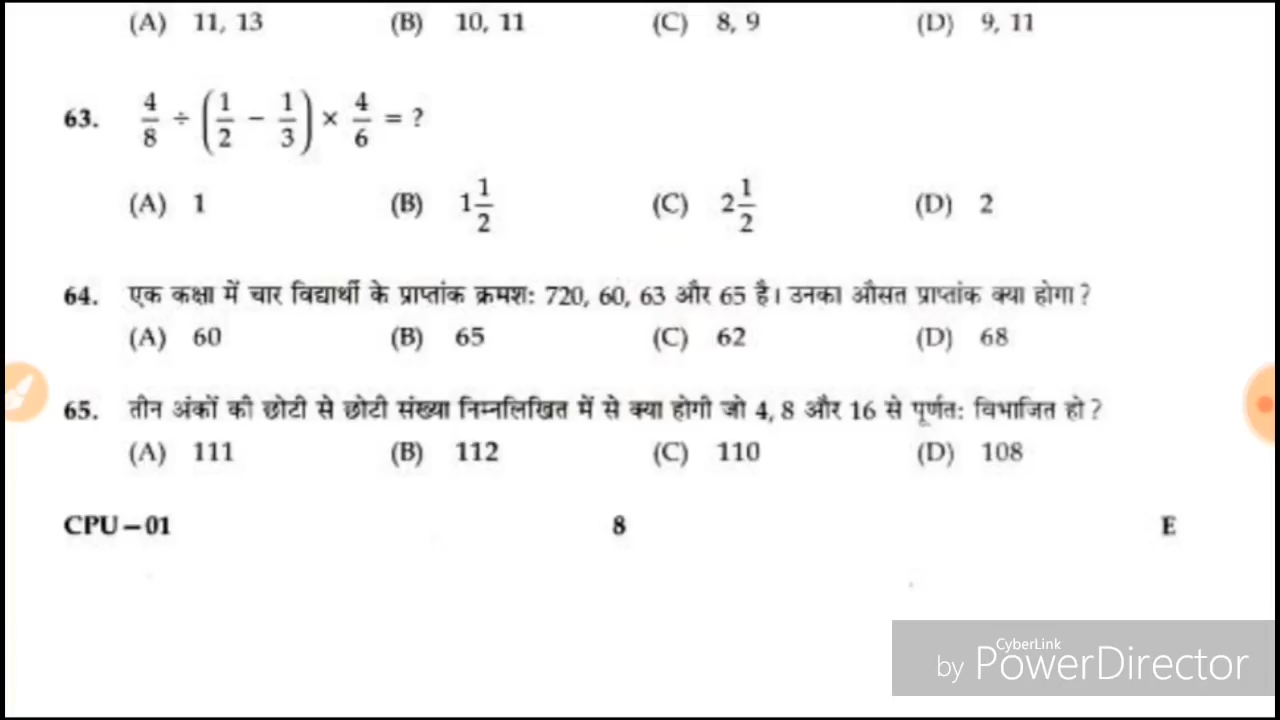 (A) 11, 13 (B) 10, 11 (C) 8, 9 (D) 9, 11
63. 4/8 ÷ (1/2 − 1/3) × 4/6 = ?
(A) 1 (B) 1 1/2 (C) 2 1/2 (D) 2
64. एक कक्षा में चार विद्यार्थी के प्राप्तांक क्रमश: 720, 60, 63 और 65 है। उनका औसत प्राप्तांक क्या होगा ?
(A) 60 (B) 65 (C) 62 (D) 68
65. तीन अंकों की छोटी से छोटी संख्या निम्नलिखित में से क्या होगी जो 4, 8 और 16 से पूर्णत: विभाजित हो ?
(A) 111 (B) 112 (C) 110 (D) 108
CPU – 01 8 E
CyberLink
by PowerDirector